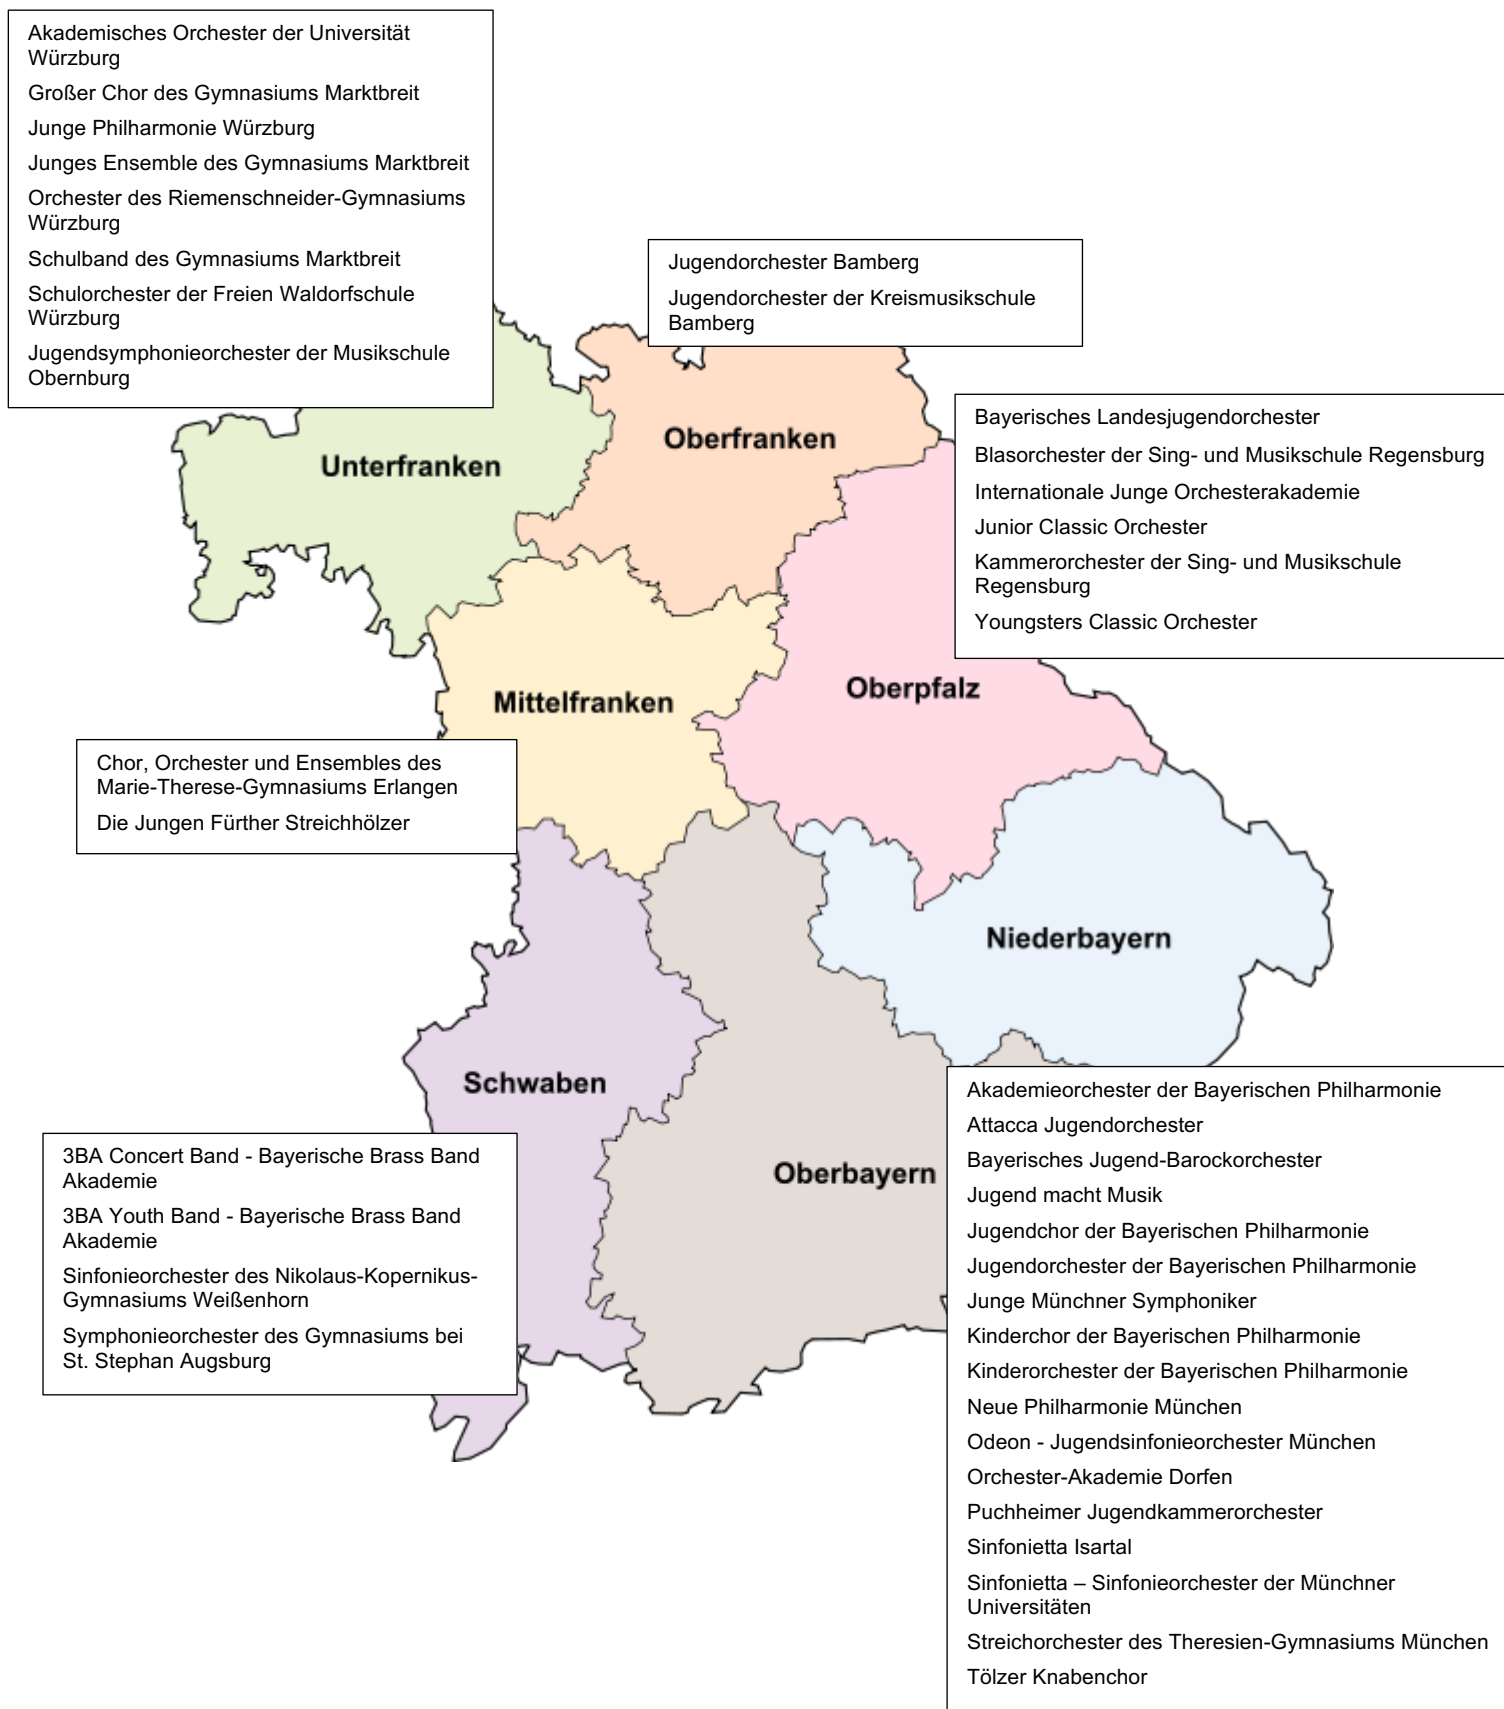 Akademisches Orchester der Universität
Würzburg
Großer Chor des Gymnasiums Marktbreit
Junge Philharmonie Würzburg
Junges Ensemble des Gymnasiums Marktbreit
Orchester des Riemenschneider-Gymnasiums
Würzburg
Schulband des Gymnasiums Marktbreit
Schulorchester der Freien Waldorfschule
Würzburg
Jugendsymphonieorchester der Musikschule
Obernburg
Jugendorchester Bamberg
Jugendorchester der Kreismusikschule
Bamberg
Bayerisches Landesjugendorchester
Blasorchester der Sing- und Musikschule Regensburg
Internationale Junge Orchesterakademie
Junior Classic Orchester
Kammerorchester der Sing- und Musikschule
Regensburg
Youngsters Classic Orchester
Oberfranken
Unterfranken
Oberpfalz
Mittelfranken
Chor, Orchester und Ensembles des
Marie-Therese-Gymnasiums Erlangen
Die Jungen Fürther Streichhölzer
Niederbayern
Schwaben
Oberbayern
3BA Concert Band - Bayerische Brass Band
Akademie
3BA Youth Band - Bayerische Brass Band
Akademie
Sinfonieorchester des Nikolaus-Kopernikus-
Gymnasiums Weißenhorn
Symphonieorchester des Gymnasiums bei
St. Stephan Augsburg
Akademieorchester der Bayerischen Philharmonie
Attacca Jugendorchester
Bayerisches Jugend-Barockorchester
Jugend macht Musik
Jugendchor der Bayerischen Philharmonie
Jugendorchester der Bayerischen Philharmonie
Junge Münchner Symphoniker
Kinderchor der Bayerischen Philharmonie
Kinderorchester der Bayerischen Philharmonie
Neue Philharmonie München
Odeon - Jugendsinfonieorchester München
Orchester-Akademie Dorfen
Puchheimer Jugendkammerorchester
Sinfonietta Isartal
Sinfonietta – Sinfonieorchester der Münchner
Universitäten
Streichorchester des Theresien-Gymnasiums München
Tölzer Knabenchor